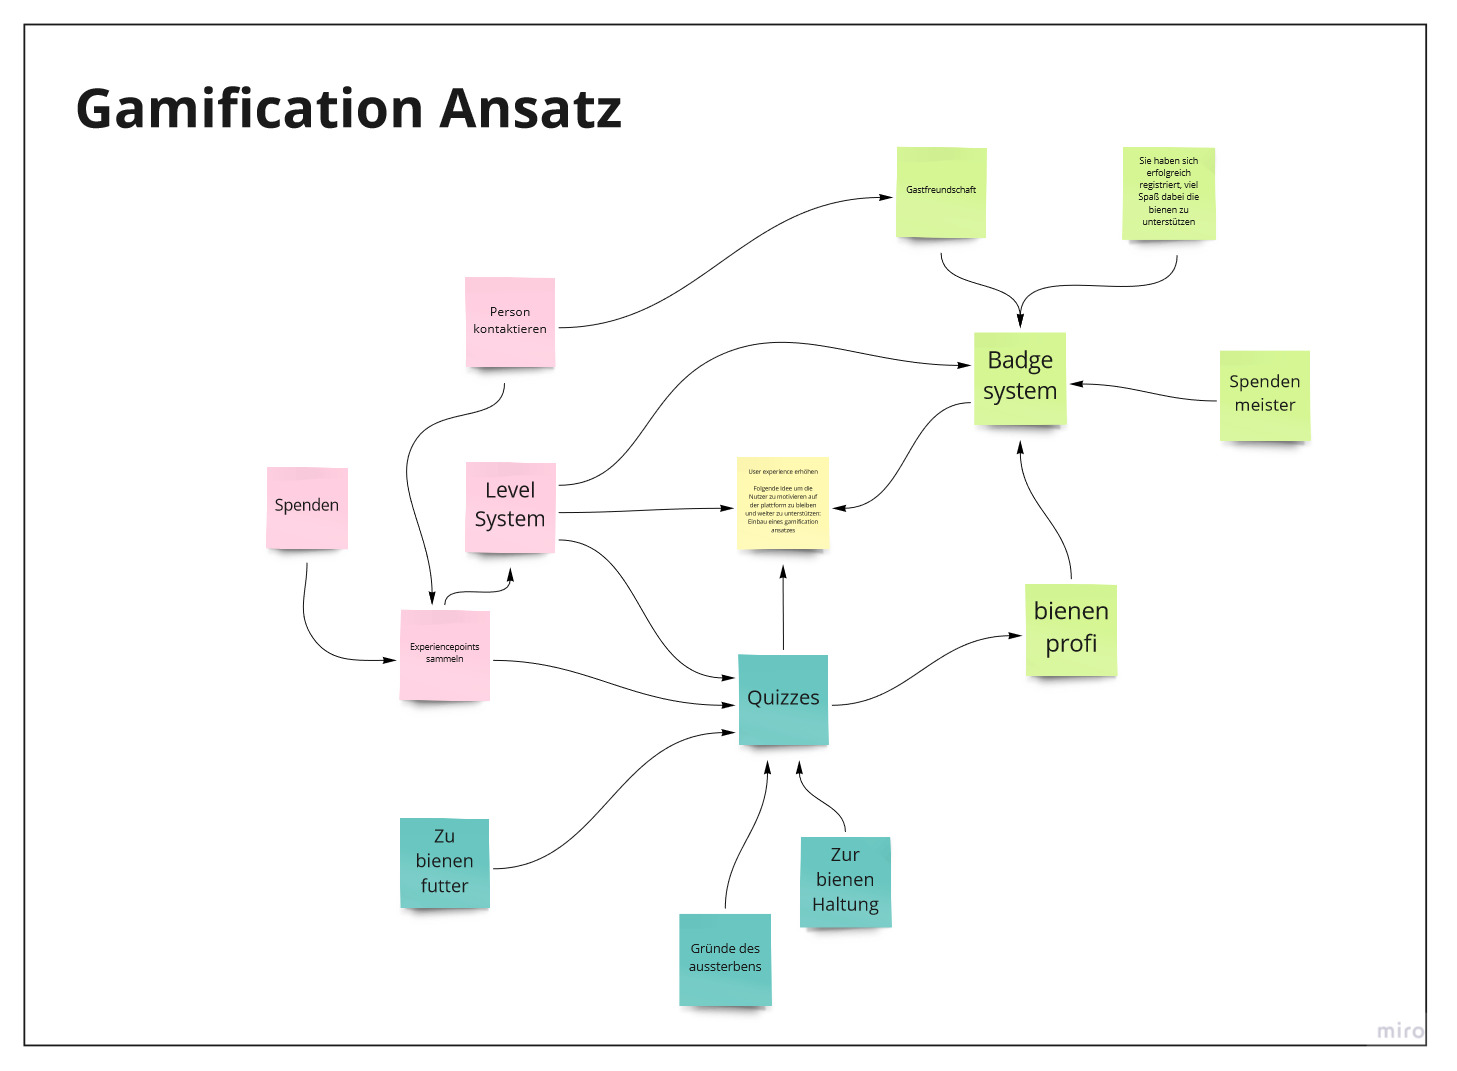 Gamification Ansatz
Gastfreundschaft
Sie haben sich
erfolgreich
registriert, viel
Spaß dabei die
bienen zu
unterstützen
Person
kontaktieren
Badge
system
Spenden
meister
Spenden
Level
System
User experience erhöhen
Folgende Idee um die
Nutzer zu motivieren auf
der plattform zu bleiben
und weiter zu unterstützen:
Einbau eines gamification
ansatzes
Experiencepoints
sammeln
bienen
profi
Quizzes
Zu
bienen
futter
Zur
bienen
Haltung
Gründe des
aussterbens
miro